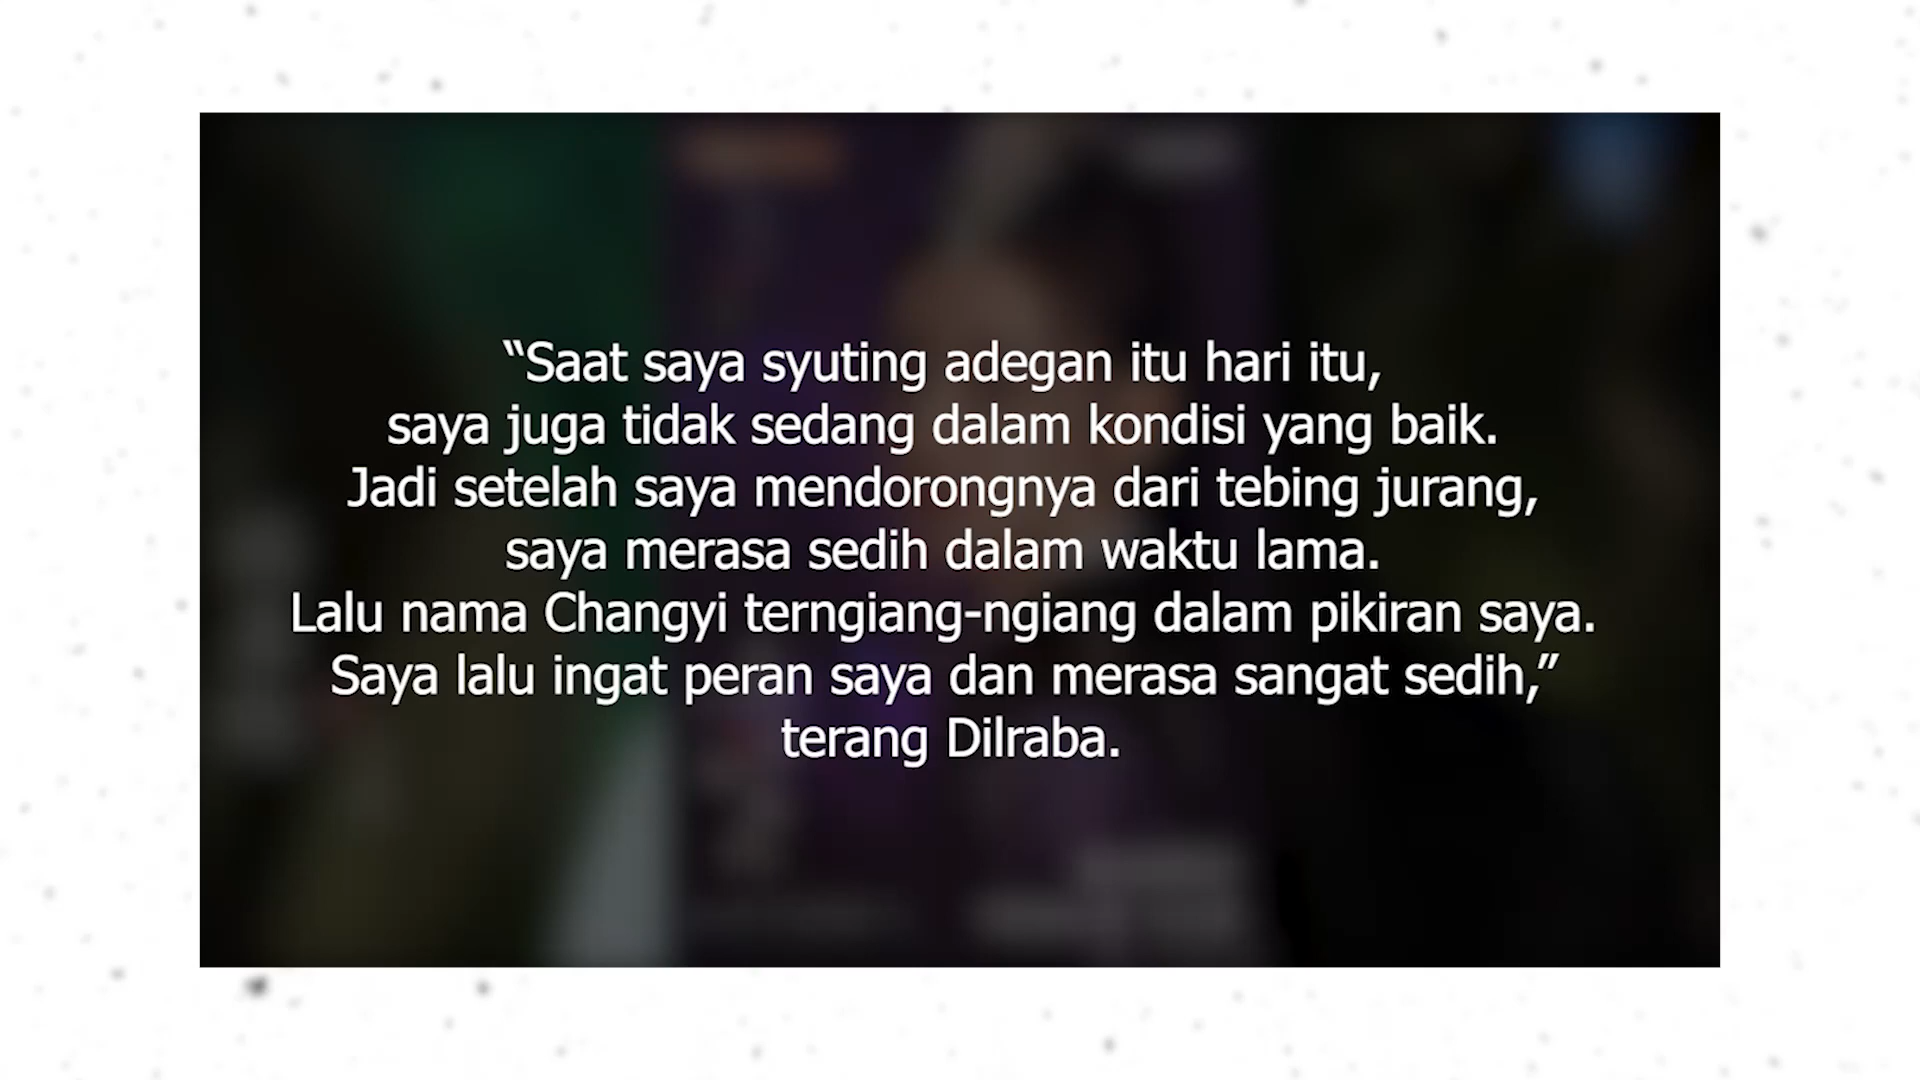 “Saat saya syuting adegan itu hari itu,
saya juga tidak sedang dalam kondisi yang baik.
Jadi setelah saya mendorongnya dari tebing jurang,
saya merasa sedih dalam waktu lama.
Lalu nama Changyi terngiang-ngiang dalam pikiran saya.
Saya lalu ingat peran saya dan merasa sangat sedih,”
terang Dilraba.